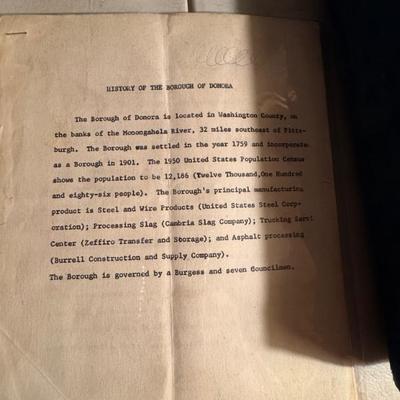 HISTORY OF THE BOROUGH OF DONORA
The Borough of Donora is located in Washington County, on
the banks of the Monongahela River, 32 miles southeast of Pitts-
burgh. The Borough was settled in the year 1759 and incorporated
as a Borough in 1901. The 1950 United States Population Census
shows the population to be 12,186 (Twelve Thousand,One Hundred
and eighty-six people). The Borough's principal manufacturing
product is Steel and Wire Products (United States Steel Corp-
oration); Processing Slag (Cambria Slag Company); Trucking
Center (Zeffiro Transfer and Storage); and Asphalt processing
(Burrell Construction and Supply Company).
The Borough is governed by a Burgess and seven Councilmen.